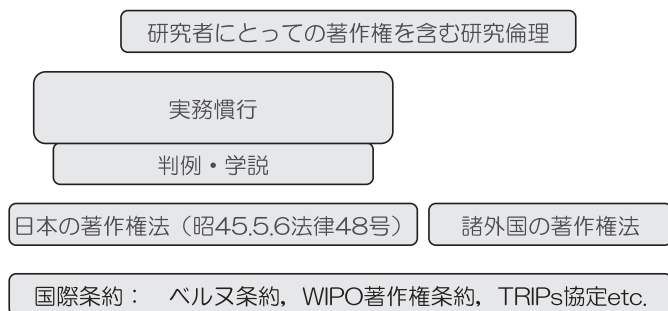 研究者にとっての著作権を含む研究倫理
実務慣行
判例・学説
日本の著作権法（昭45.5.6法律48号）
諸外国の著作権法
国際条約：　ベルヌ条約，WIPO著作権条約，TRIPs協定etc.